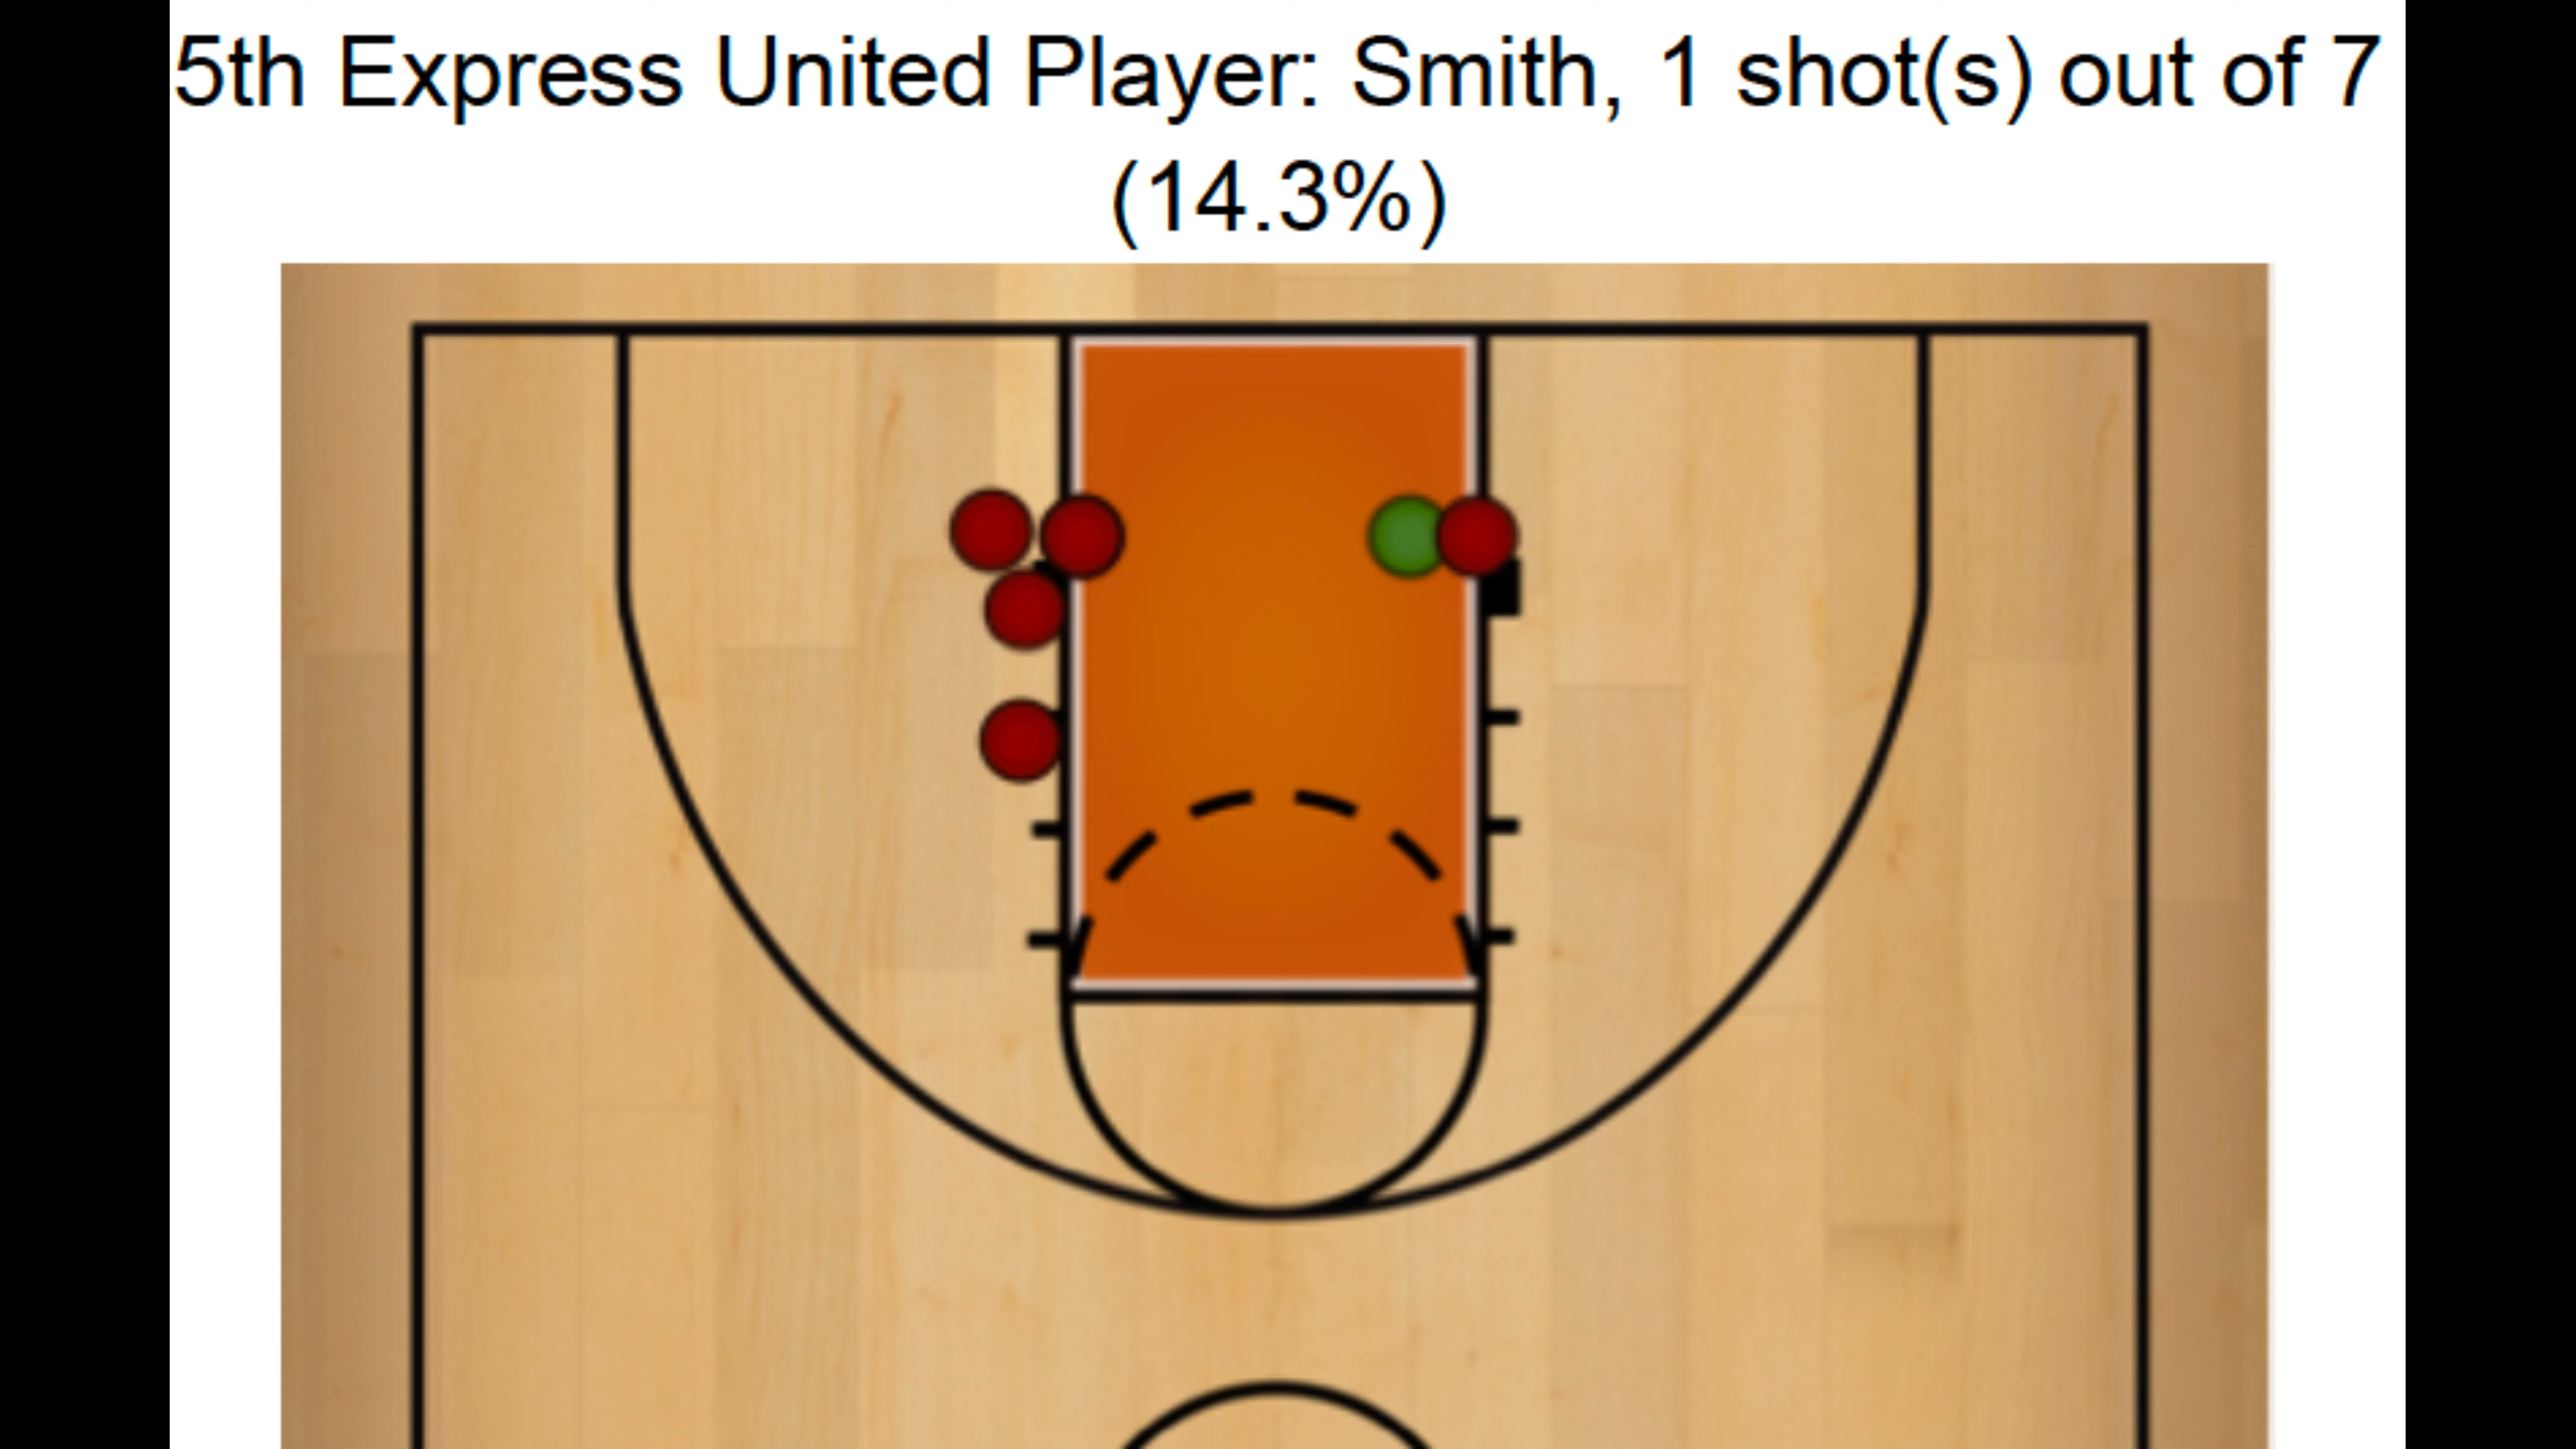 5th Express United Player: Smith, 1 shot(s) out of 7
(14.3%)